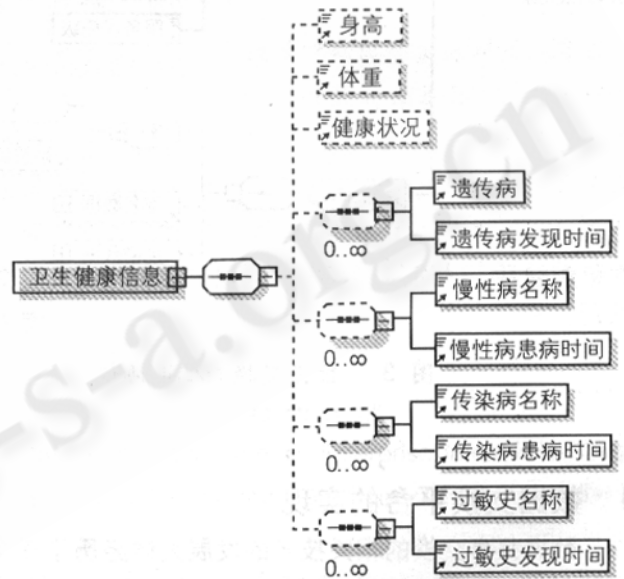 身高
体重
健康状况
遗传病
0..∞
遗传病发现时间
卫生健康信息
慢性病名称
0..∞
慢性病患病时间
传染病名称
0..∞
传染病患病时间
过敏史名称
0..∞
过敏史发现时间
-s-a.org.cn